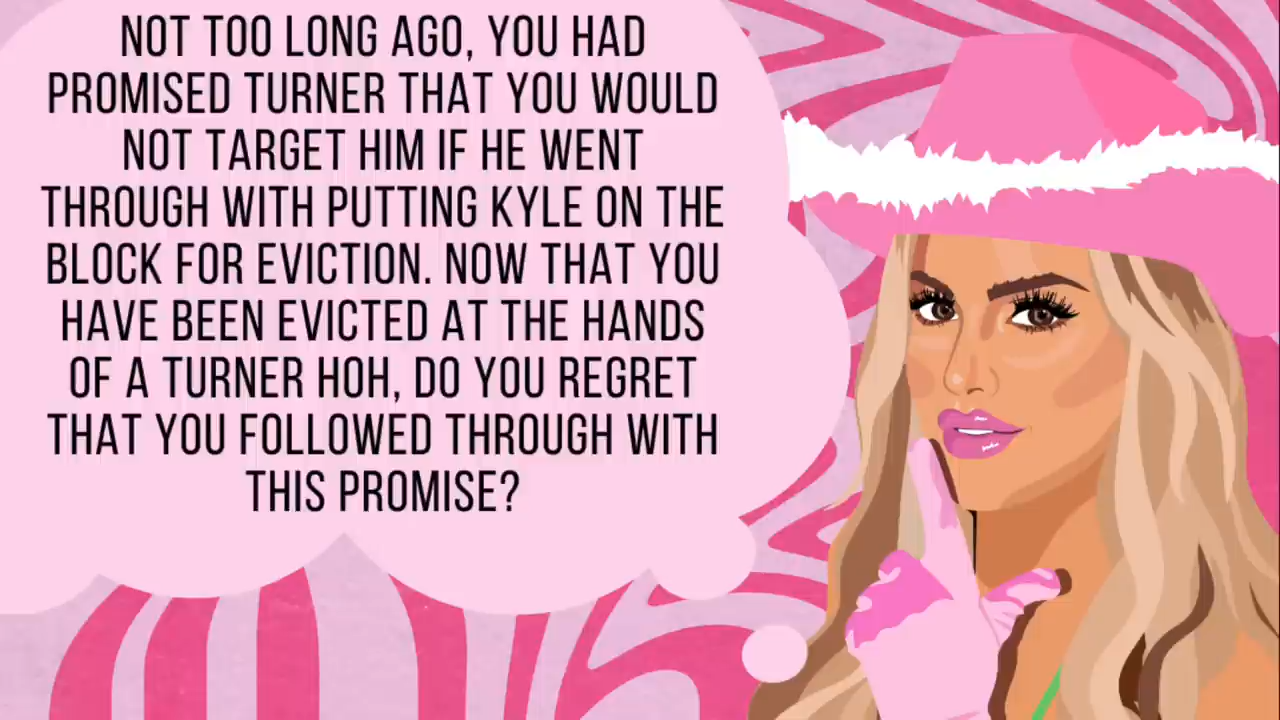 NOT TOO LONG AGO, YOU HAD
PROMISED TURNER THAT YOU WOULD
NOT TARGET HIM IF HE WENT
THROUGH WITH PUTTING KYLE ON THE
BLOCK FOR EVICTION. NOW THAT YOU
HAVE BEEN EVICTED AT THE HANDS
OF A TURNER HOH, DO YOU REGRET
THAT YOU FOLLOWED THROUGH WITH
THIS PROMISE?